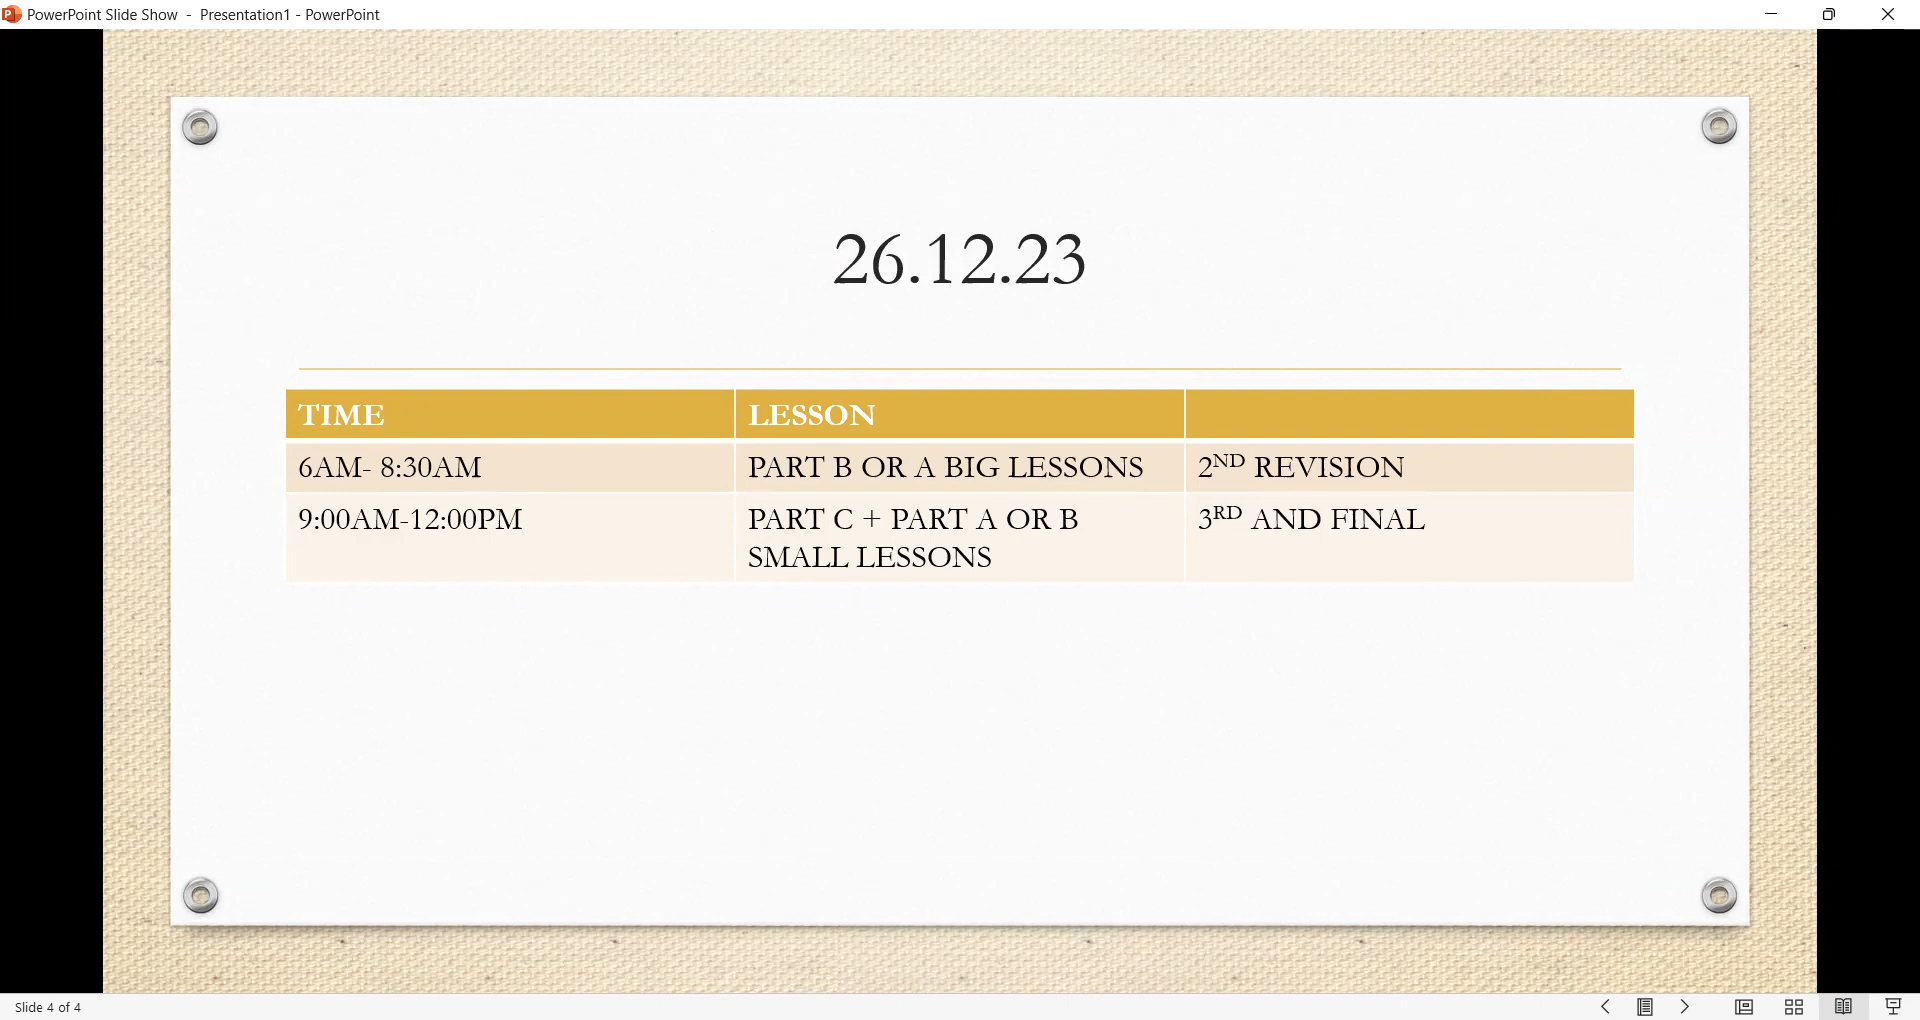 PowerPoint Slide Show - Presentation1 - PowerPoint
26.12.23
TIME LESSON
6AM- 8:30AM PART B OR A BIG LESSONS 2ND REVISION
9:00AM-12:00PM PART C + PART A OR B 3RD AND FINAL
SMALL LESSONS
Slide 4 of 4